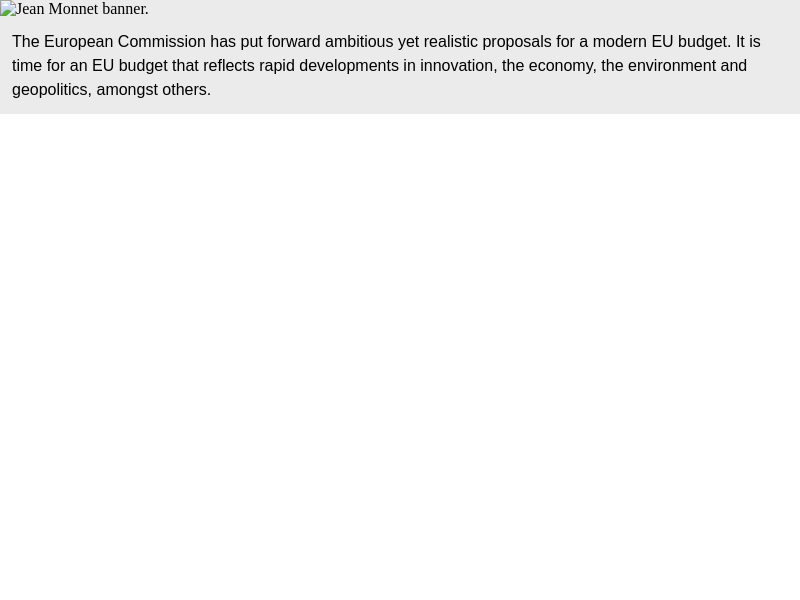 Jean Monnet banner.
The European Commission has put forward ambitious yet realistic proposals for a modern EU budget. It is
time for an EU budget that reflects rapid developments in innovation, the economy, the environment and
geopolitics, amongst others.